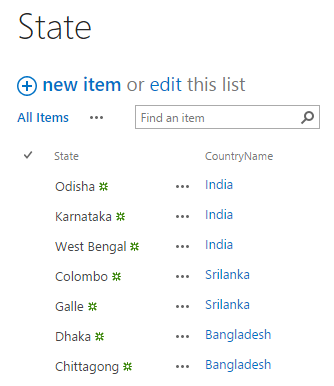 State
new item or edit this list
All Items ••• Find an item
State CountryName
Odisha ••• India
Karnataka ••• India
West Bengal ••• India
Colombo ••• Srilanka
Galle ••• Srilanka
Dhaka ••• Bangladesh
Chittagong ••• Bangladesh